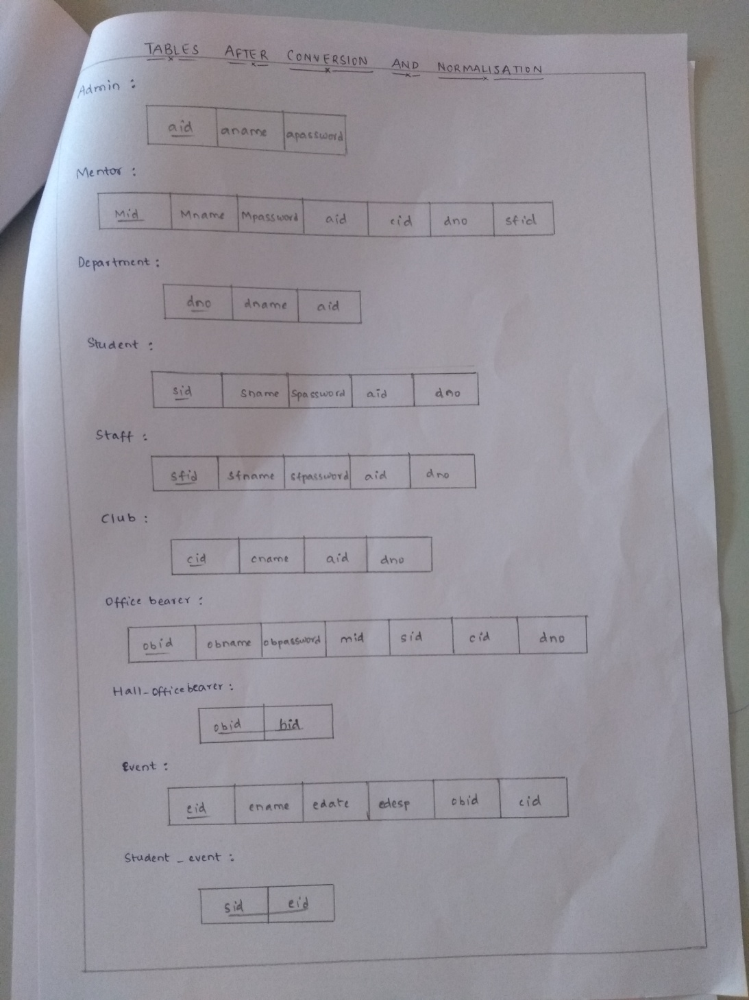 TABLES AFTER CONVERSION AND NORMALISATION
Admin :
aid aname apassword
Mentor :
Mid Mname Mpassword aid cid dno sfid
Department :
dno dname aid
Student :
sid sname spassword aid dno
Staff :
sfid sfname sfpassword aid dno
Club :
cid cname aid dno
Office bearer :
obid obname obpassword mid sid cid dno
Hall_officebearer :
obid hid
Event :
eid ename edate edesp obid cid
Student _ event :
sid eid